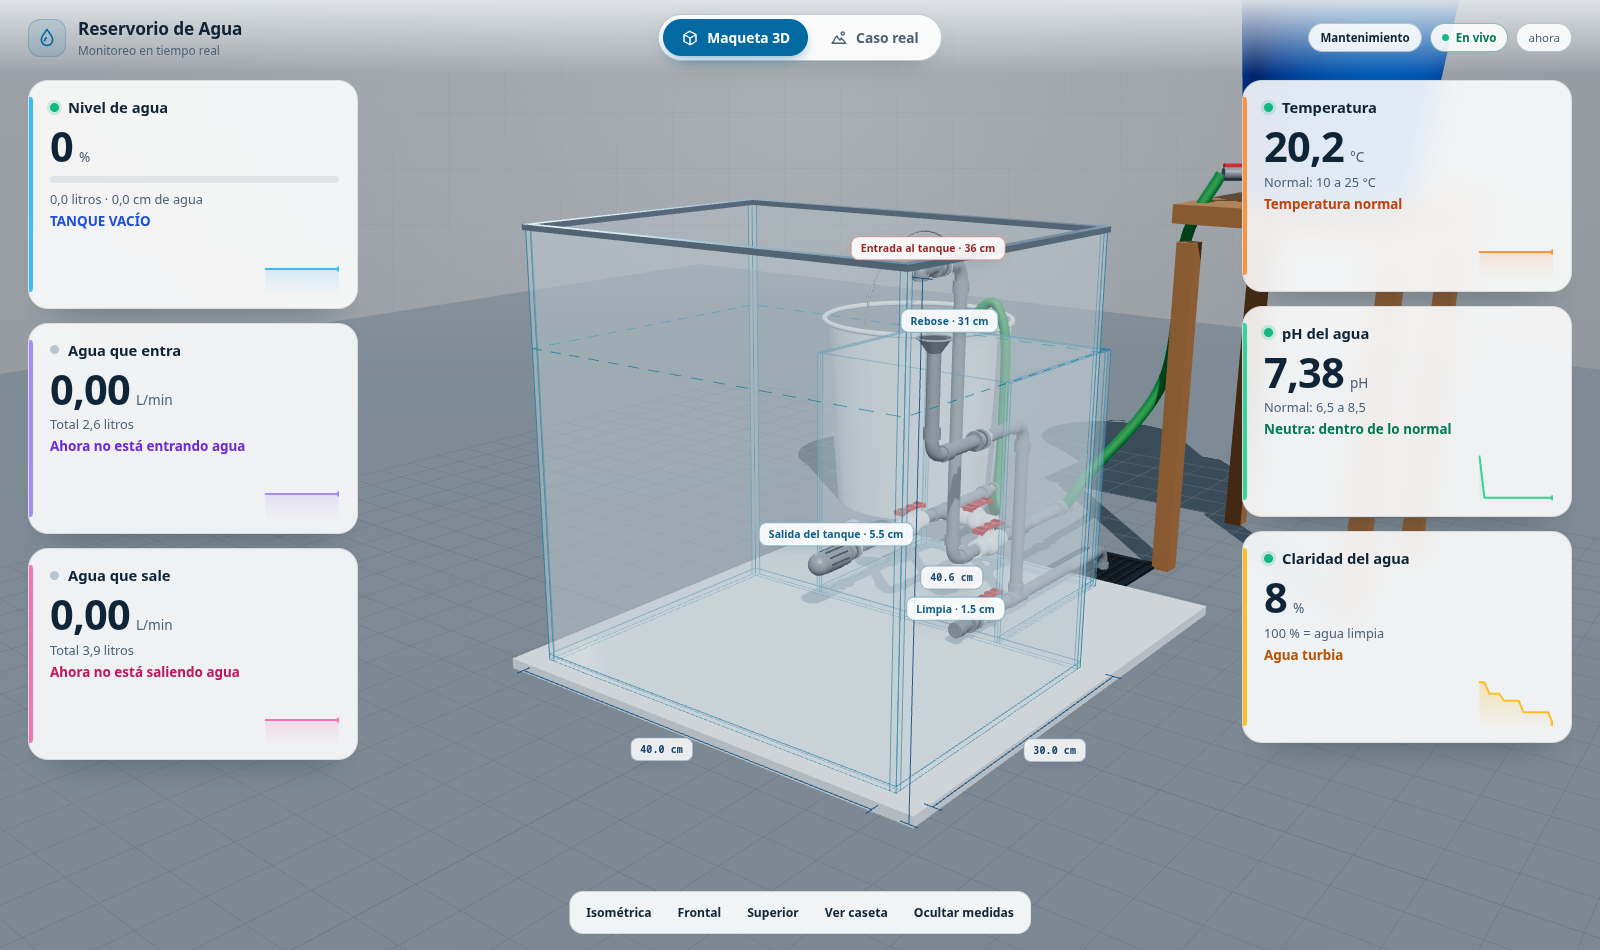 Reservorio de Agua
Monitoreo en tiempo real
Maqueta 3D
Caso real
Mantenimiento
En vivo
ahora
Nivel de agua
0 %
0,0 litros · 0,0 cm de agua
TANQUE VACÍO
Agua que entra
0,00 L/min
Total 2,6 litros
Ahora no está entrando agua
Agua que sale
0,00 L/min
Total 3,9 litros
Ahora no está saliendo agua
Entrada al tanque · 36 cm
Rebose · 31 cm
Salida del tanque · 5.5 cm
40.6 cm
Limpia · 1.5 cm
40.0 cm
30.0 cm
Temperatura
20,2 °C
Normal: 10 a 25 °C
Temperatura normal
pH del agua
7,38 pH
Normal: 6,5 a 8,5
Neutra: dentro de lo normal
Claridad del agua
8 %
100 % = agua limpia
Agua turbia
Isométrica
Frontal
Superior
Ver caseta
Ocultar medidas